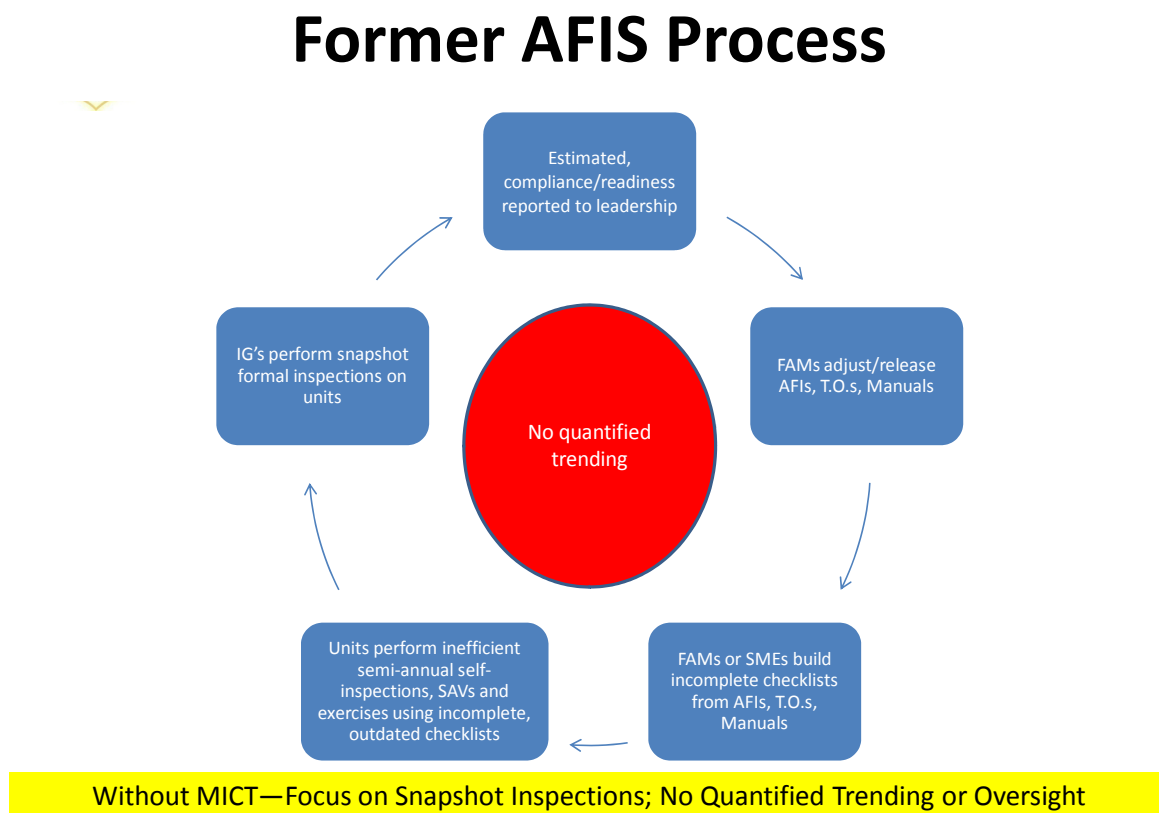 Former AFIS Process
Estimated,
compliance/readiness
reported to leadership
IG's perform snapshot
formal inspections on
units
FAMs adjust/release
AFIs, T.O.s, Manuals
No quantified
trending
Units perform inefficient
semi-annual self-
inspections, SAVs and
exercises using incomplete,
outdated checklists
FAMs or SMEs build
incomplete checklists
from AFIs, T.O.s,
Manuals
Without MICT—Focus on Snapshot Inspections; No Quantified Trending or Oversight